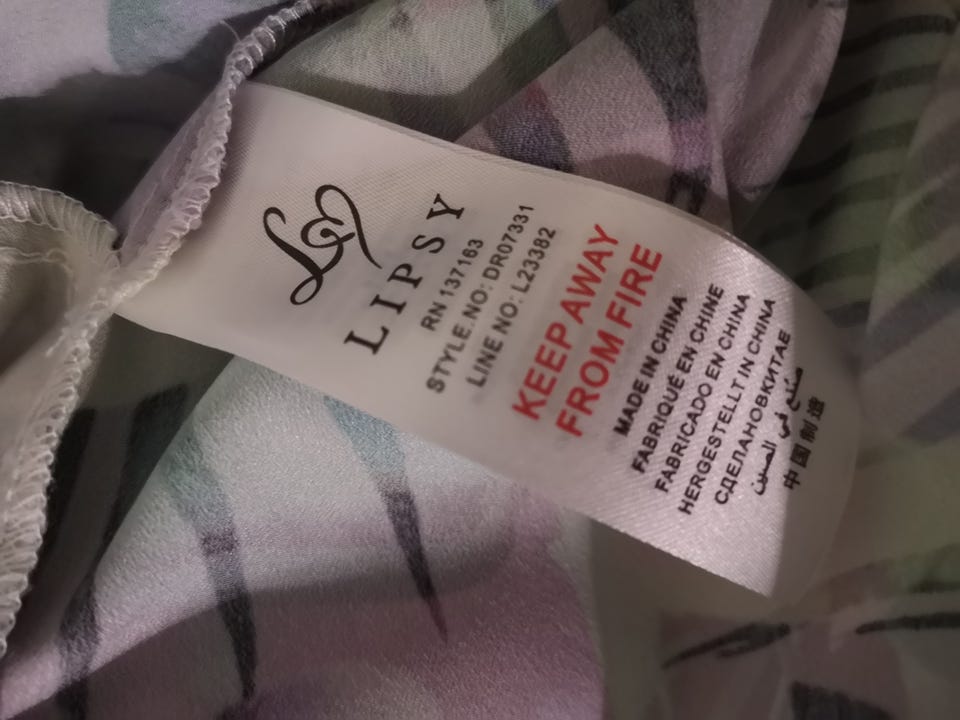 LIPSY
RN 137163
STYLE.NO: DR07331
LINE NO: L23382
KEEP AWAY
FROM FIRE
MADE IN CHINA
FABRIQUÉ EN CHINE
FABRICADO EN CHINA
HERGESTELLT IN CHINA
СДЕЛАНОВКИТАЕ
صنع في الصين
中国制造